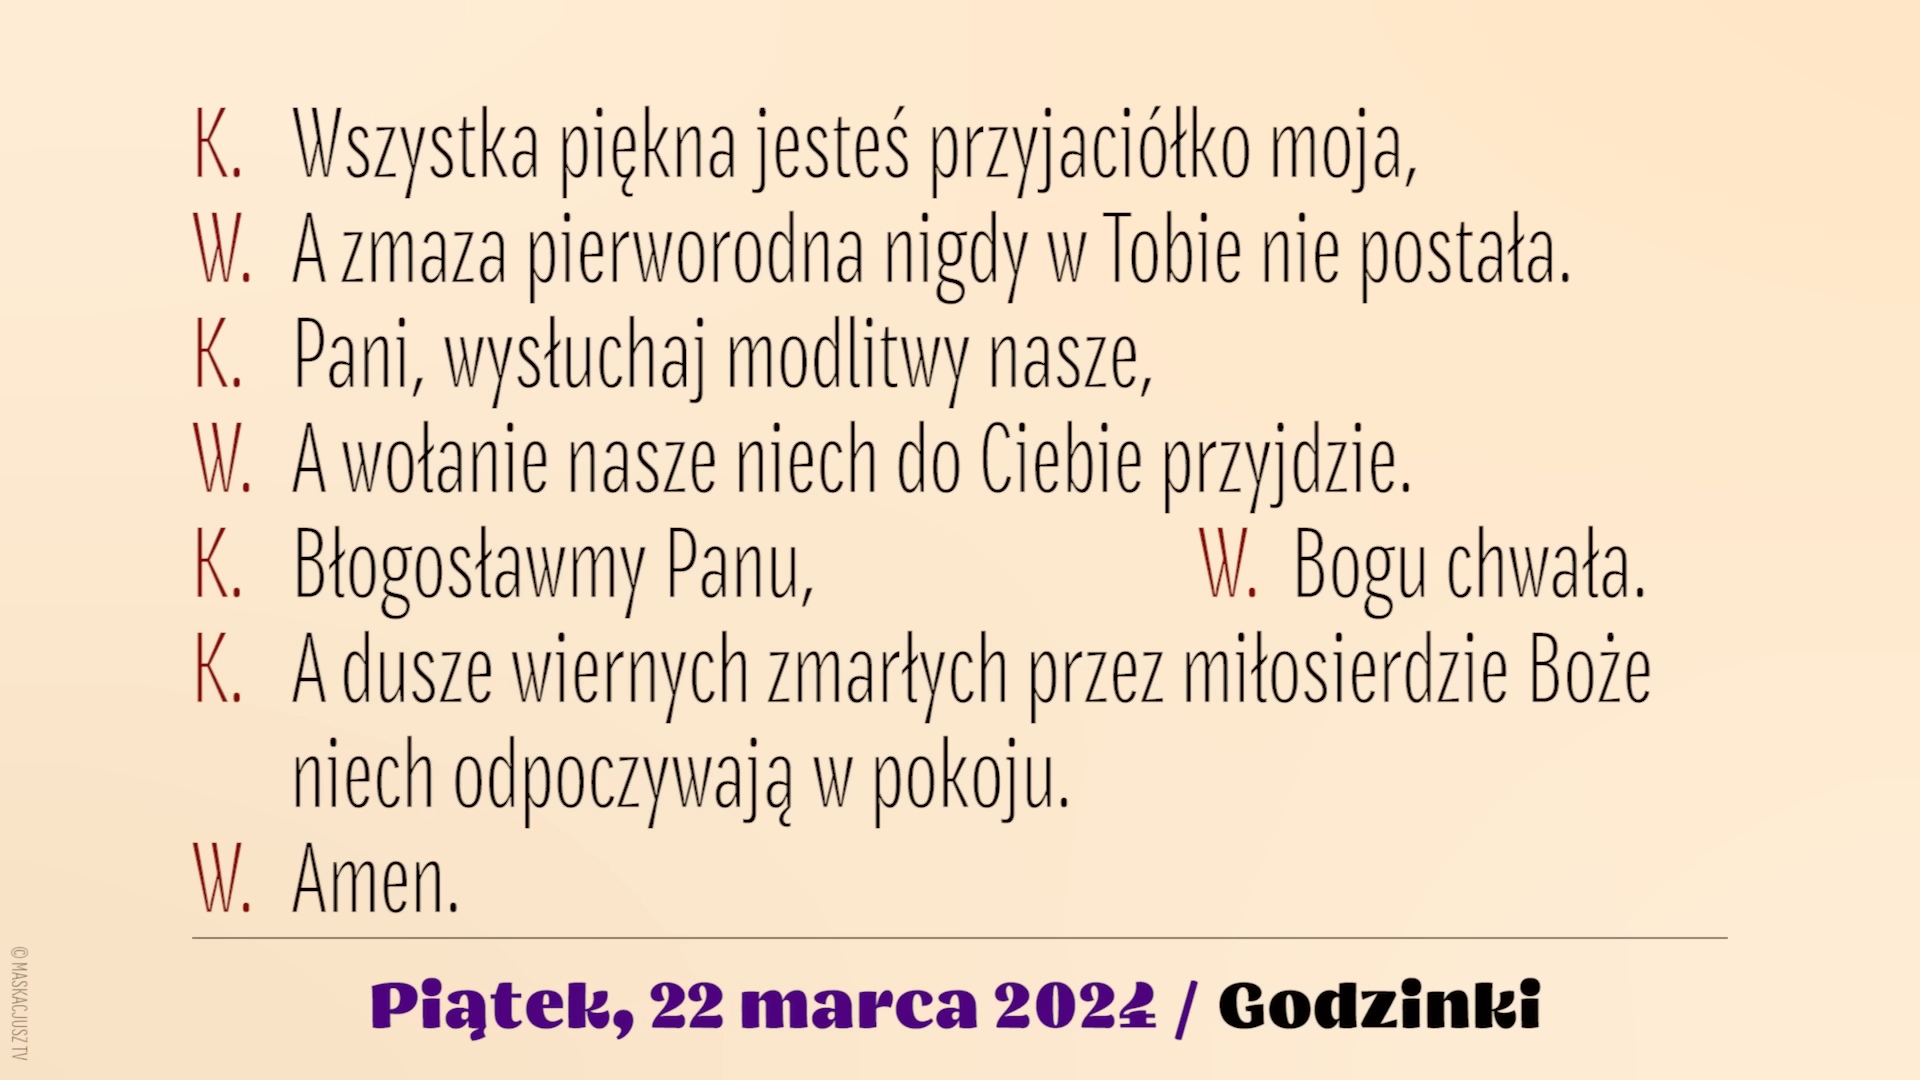 K. Wszystka piękna jesteś przyjaciółko moja,
W. A zmaza pierworodna nigdy w Tobie nie postała.
K. Pani, wysłuchaj modlitwy nasze,
W. A wołanie nasze niech do Ciebie przyjdzie.
K. Błogosławmy Panu, W. Bogu chwała.
K. A dusze wiernych zmarłych przez miłosierdzie Boże
niech odpoczywają w pokoju.
W. Amen.
Piątek, 22 marca 2024 / Godzinki
© MASKACJUSZ TV